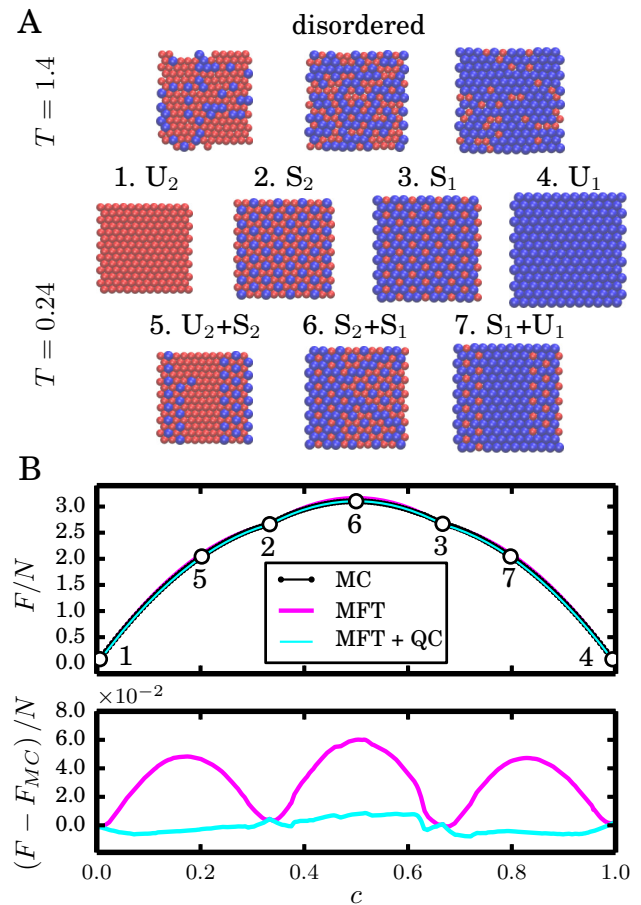 A
disordered
T = 1.4
1. U₂ 2. S₂ 3. S₁ 4. U₁
T = 0.24
5. U₂+S₂ 6. S₂+S₁ 7. S₁+U₁
B
F/N
3.0
2.5
2.0
1.5
1.0
0.5
0.0
1
5
2
6
3
7
4
MC
MFT
MFT + QC
×10⁻²
(F − F_MC)/N
8.0
6.0
4.0
2.0
0.0
0.0 0.2 0.4 0.6 0.8 1.0
c